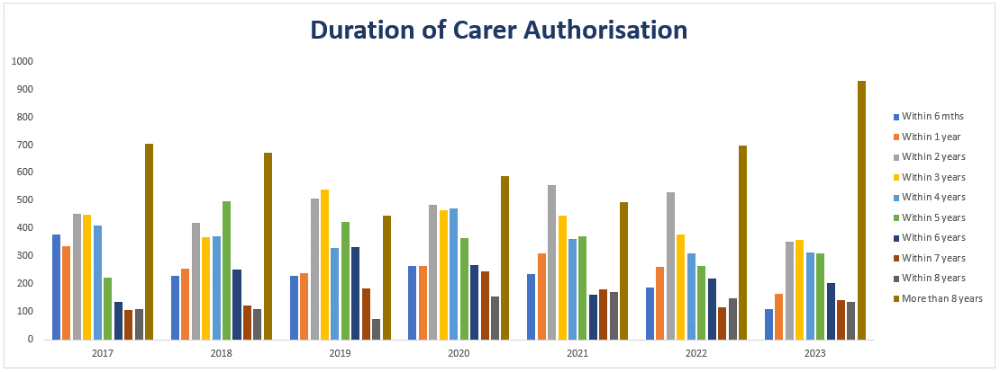 Duration of Carer Authorisation
1000
900
800
700
600
500
400
300
200
100
0
2017 2018 2019 2020 2021 2022 2023
Within 6 mths
Within 1 year
Within 2 years
Within 3 years
Within 4 years
Within 5 years
Within 6 years
Within 7 years
Within 8 years
More than 8 years